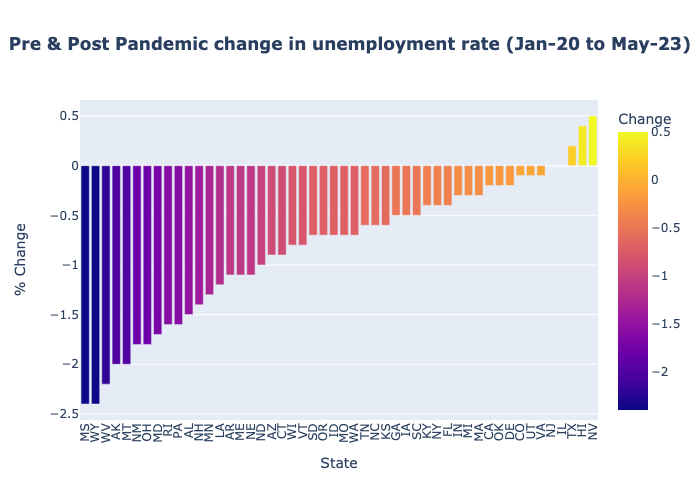 Pre & Post Pandemic change in unemployment rate (Jan-20 to May-23)
Change
0.5
0
−0.5
−1
−1.5
−2
−2.5
% Change
MS WY WV AK MT NM OH MD RI PA AL NH MN LA AR ME NE ND AZ CT WI VT SD OR ID MO WA TN NC KS GA IA SC KY NY FL IN MI MA CA OK DE CO UT VA NJ IL TX HI NV
State
0.5
0
−0.5
−1
−1.5
−2